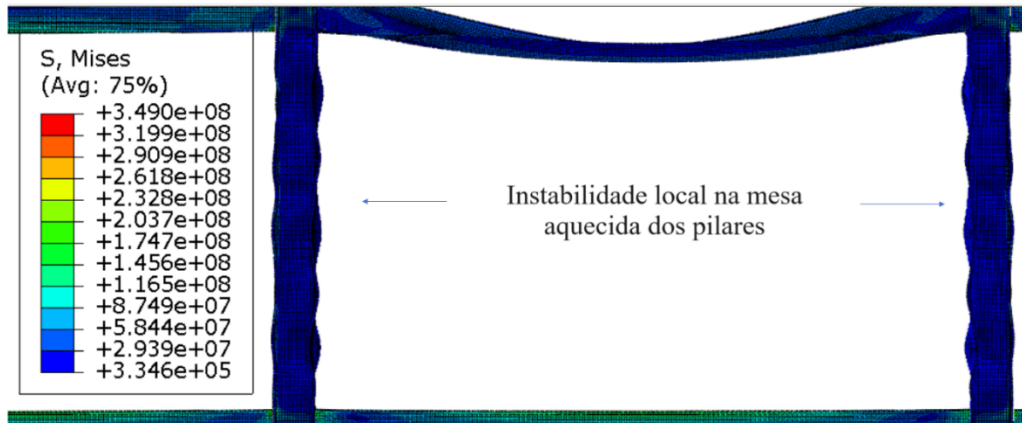 S, Mises
(Avg: 75%)
+3.490e+08
+3.199e+08
+2.909e+08
+2.618e+08
+2.328e+08
+2.037e+08
+1.747e+08
+1.456e+08
+1.165e+08
+8.749e+07
+5.844e+07
+2.939e+07
+3.346e+05
Instabilidade local na mesa
aquecida dos pilares